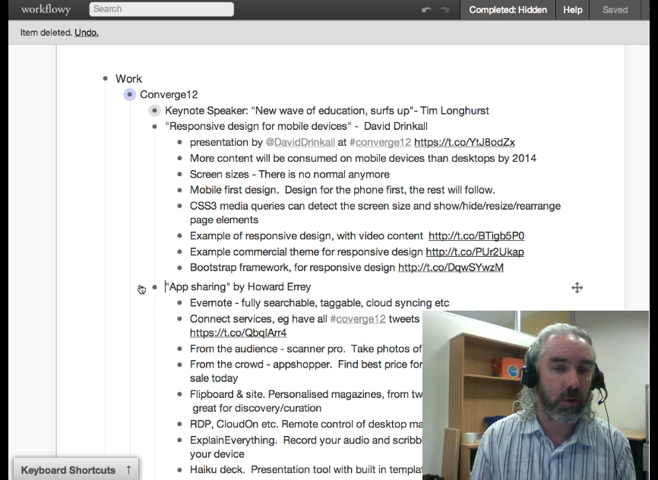 workflowy
Search
Completed: Hidden
Help
Saved
Item deleted. Undo.
Work
Converge12
Keynote Speaker: "New wave of education, surfs up"- Tim Longhurst
"Responsive design for mobile devices" - David Drinkall
presentation by @DavidDrinkall at #converge12 https://t.co/YtJ8odZx
More content will be consumed on mobile devices than desktops by 2014
Screen sizes - There is no normal anymore
Mobile first design. Design for the phone first, the rest will follow.
CSS3 media queries can detect the screen size and show/hide/resize/rearrange
page elements
Example of responsive design, with video content http://t.co/BTigb5P0
Example commercial theme for responsive design http://t.co/PUr2Ukap
Bootstrap framework, for responsive design http://t.co/DqwSYwzM
"App sharing" by Howard Errey
Evernote - fully searchable, taggable, cloud syncing etc
Connect services, eg have all #converge12 tweets
https://t.co/QbqlArr4
From the audience - scanner pro. Take photos of
From the crowd - appshopper. Find best price for
sale today
Flipboard & site. Personalised magazines, from tw
great for discovery/curation
RDP, CloudOn etc. Remote control of desktop ma
ExplainEverything. Record your audio and scribb
your device
Haiku deck. Presentation tool with built in templat
Keyboard Shortcuts ↑